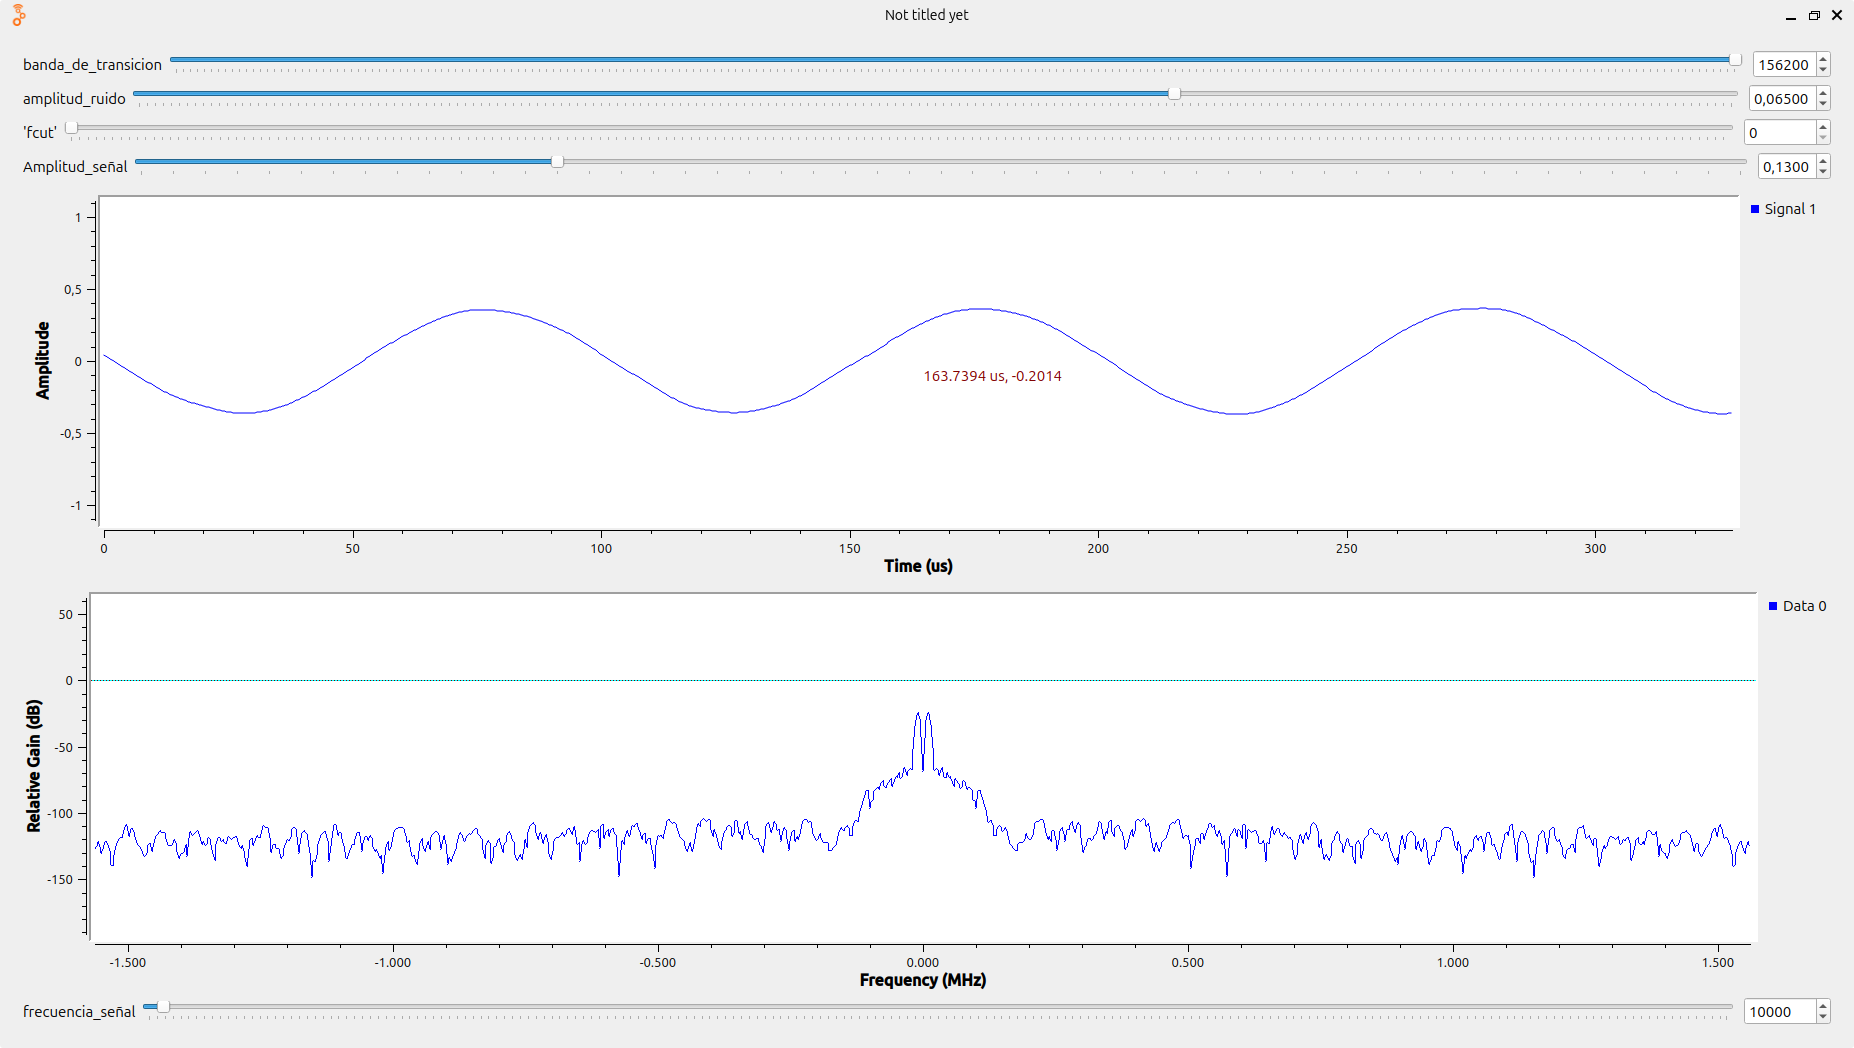 Not titled yet
banda_de_transicion 156200
amplitud_ruido 0,06500
'fcut' 0
Amplitud_señal 0,1300
Signal 1
1
0,5
0
-0,5
-1
Amplitude
163.7394 us, -0.2014
0 50 100 150 200 250 300
Time (us)
Data 0
50
0
-50
-100
-150
Relative Gain (dB)
-1.500 -1.000 -0.500 0.000 0.500 1.000 1.500
Frequency (MHz)
frecuencia_señal 10000